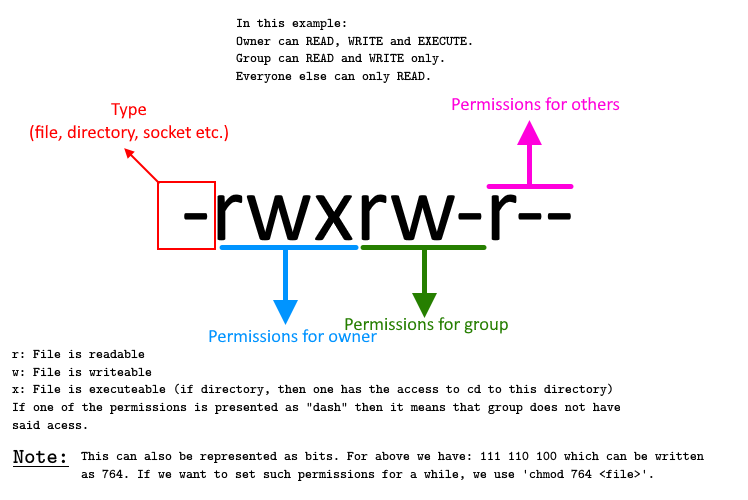 In this example:
Owner can READ, WRITE and EXECUTE.
Group can READ and WRITE only.
Everyone else can only READ.
Permissions for others
Type
(file, directory, socket etc.)
-rwxrw-r--
Permissions for group
Permissions for owner
r: File is readable
w: File is writeable
x: File is executeable (if directory, then one has the access to cd to this directory)
If one of the permissions is presented as "dash" then it means that group does not have
said acess.
Note: This can also be represented as bits. For above we have: 111 110 100 which can be written
as 764. If we want to set such permissions for a while, we use 'chmod 764 <file>'.